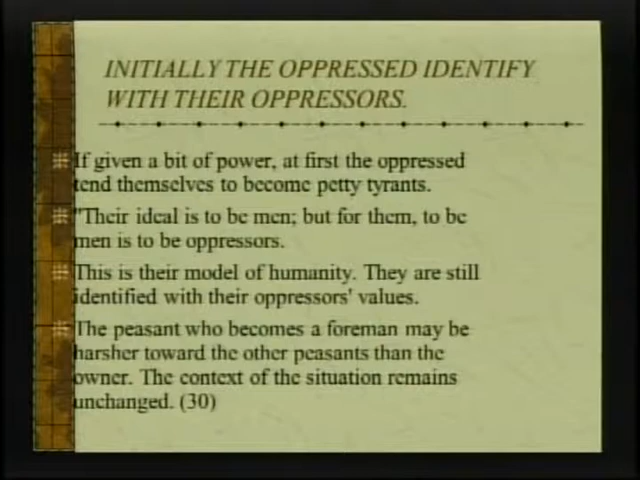 INITIALLY THE OPPRESSED IDENTIFY
WITH THEIR OPPRESSORS.
If given a bit of power, at first the oppressed
tend themselves to become petty tyrants.
"Their ideal is to be men; but for them, to be
men is to be oppressors.
This is their model of humanity. They are still
identified with their oppressors' values.
The peasant who becomes a foreman may be
harsher toward the other peasants than the
owner. The context of the situation remains
unchanged. (30)